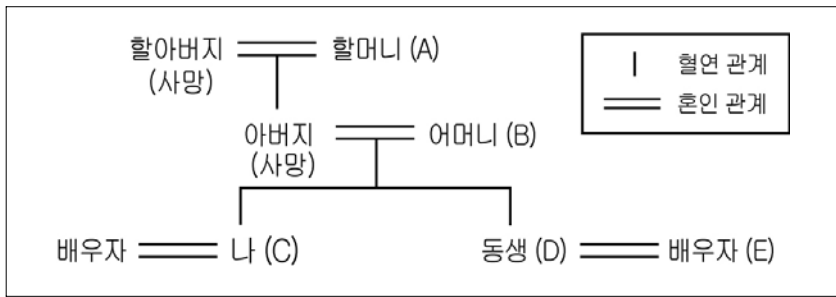 할아버지 할머니 (A)
(사망)
혈연 관계
혼인 관계
아버지 어머니 (B)
(사망)
배우자 나 (C) 동생 (D) 배우자 (E)